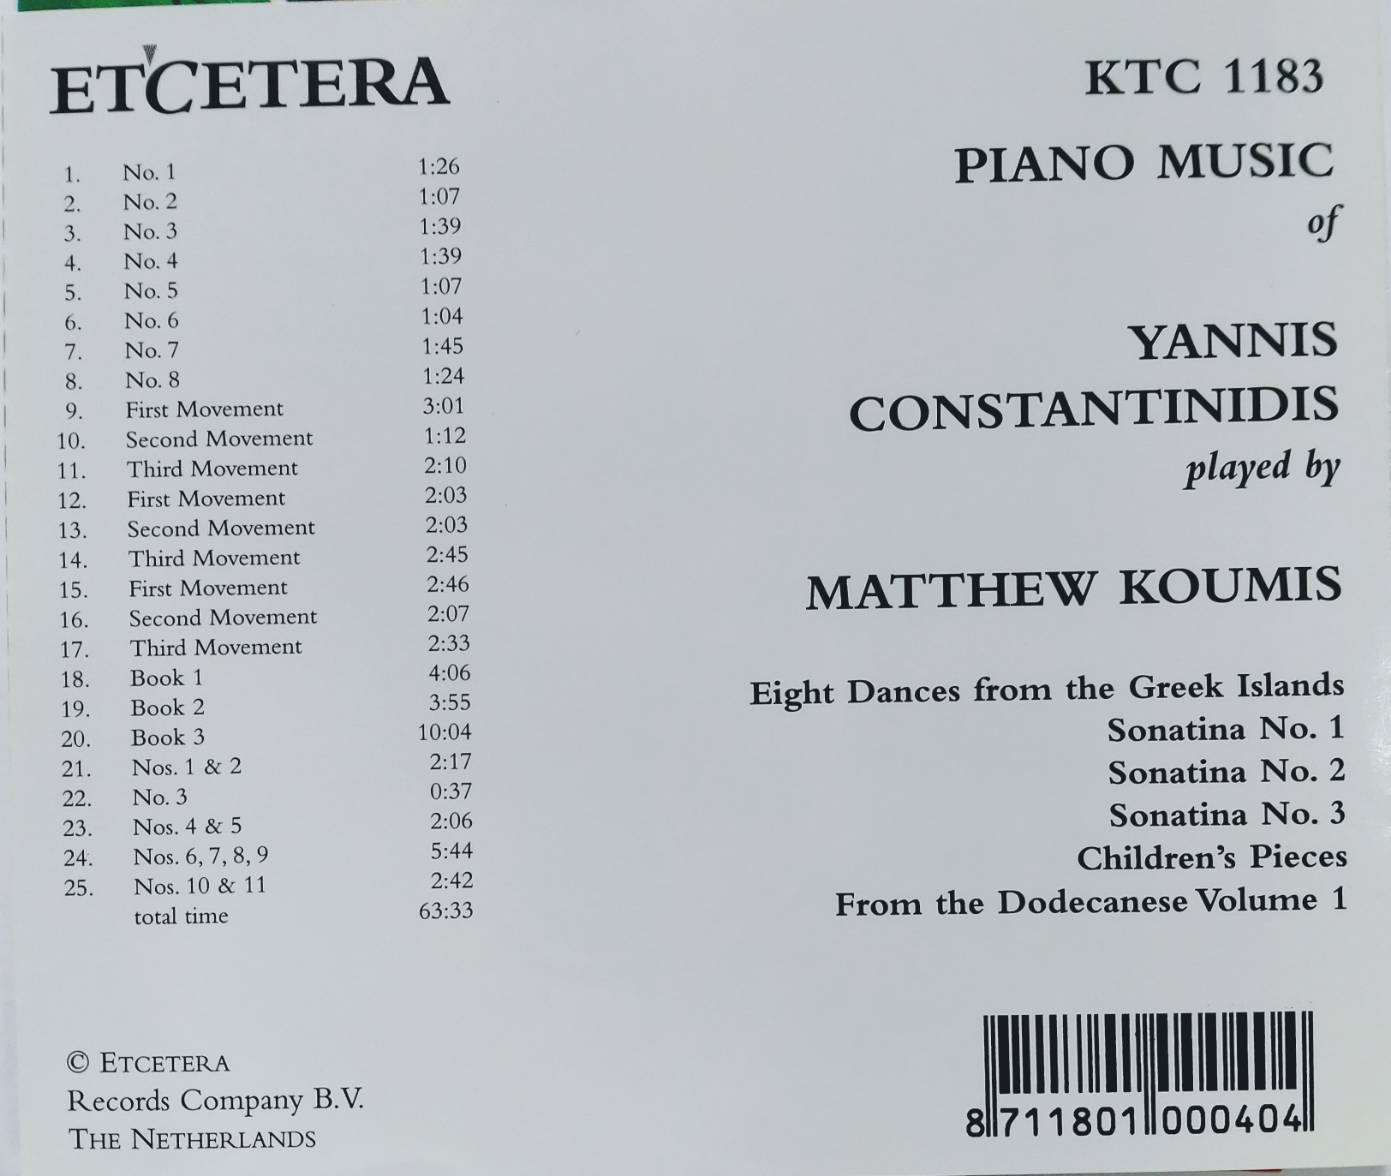 ETCETERA
1. No. 1 1:26
2. No. 2 1:07
3. No. 3 1:39
4. No. 4 1:39
5. No. 5 1:07
6. No. 6 1:04
7. No. 7 1:45
8. No. 8 1:24
9. First Movement 3:01
10. Second Movement 1:12
11. Third Movement 2:10
12. First Movement 2:03
13. Second Movement 2:03
14. Third Movement 2:45
15. First Movement 2:46
16. Second Movement 2:07
17. Third Movement 2:33
18. Book 1 4:06
19. Book 2 3:55
20. Book 3 10:04
21. Nos. 1 & 2 2:17
22. No. 3 0:37
23. Nos. 4 & 5 2:06
24. Nos. 6, 7, 8, 9 5:44
25. Nos. 10 & 11 2:42
total time 63:33
KTC 1183
PIANO MUSIC
of
YANNIS
CONSTANTINIDIS
played by
MATTHEW KOUMIS
Eight Dances from the Greek Islands
Sonatina No. 1
Sonatina No. 2
Sonatina No. 3
Children's Pieces
From the Dodecanese Volume 1
© ETCETERA
Records Company B.V.
THE NETHERLANDS
8 711801 000404